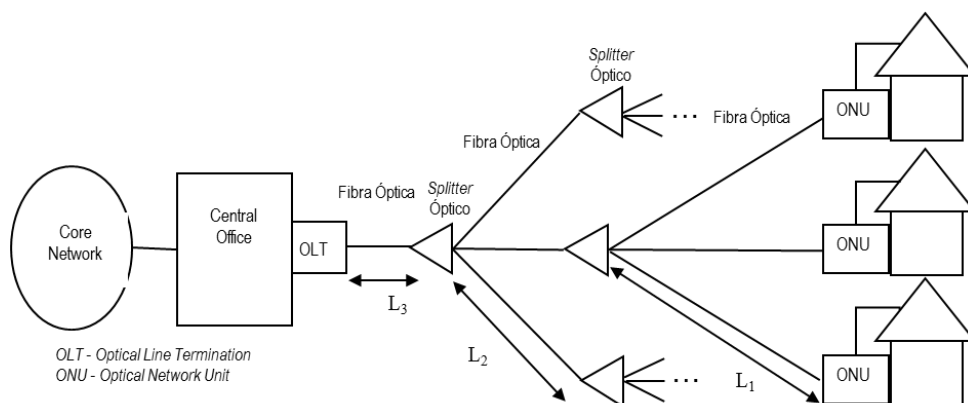 Splitter
Óptico
ONU
...
Fibra Óptica
Fibra Óptica
Fibra Óptica
Splitter
Óptico
Core
Network
Central
Office
OLT
ONU
L3
OLT - Optical Line Termination
ONU - Optical Network Unit
L2
...
L1
ONU